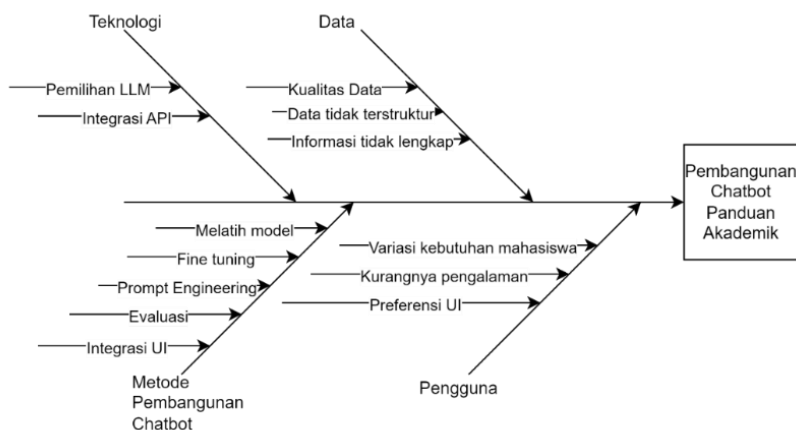 Teknologi
Data
Pemilihan LLM
Integrasi API
Kualitas Data
Data tidak terstruktur
Informasi tidak lengkap
Pembangunan
Chatbot
Panduan
Akademik
Melatih model
Fine tuning
Prompt Engineering
Evaluasi
Integrasi UI
Variasi kebutuhan mahasiswa
Kurangnya pengalaman
Preferensi UI
Metode
Pembangunan
Chatbot
Pengguna